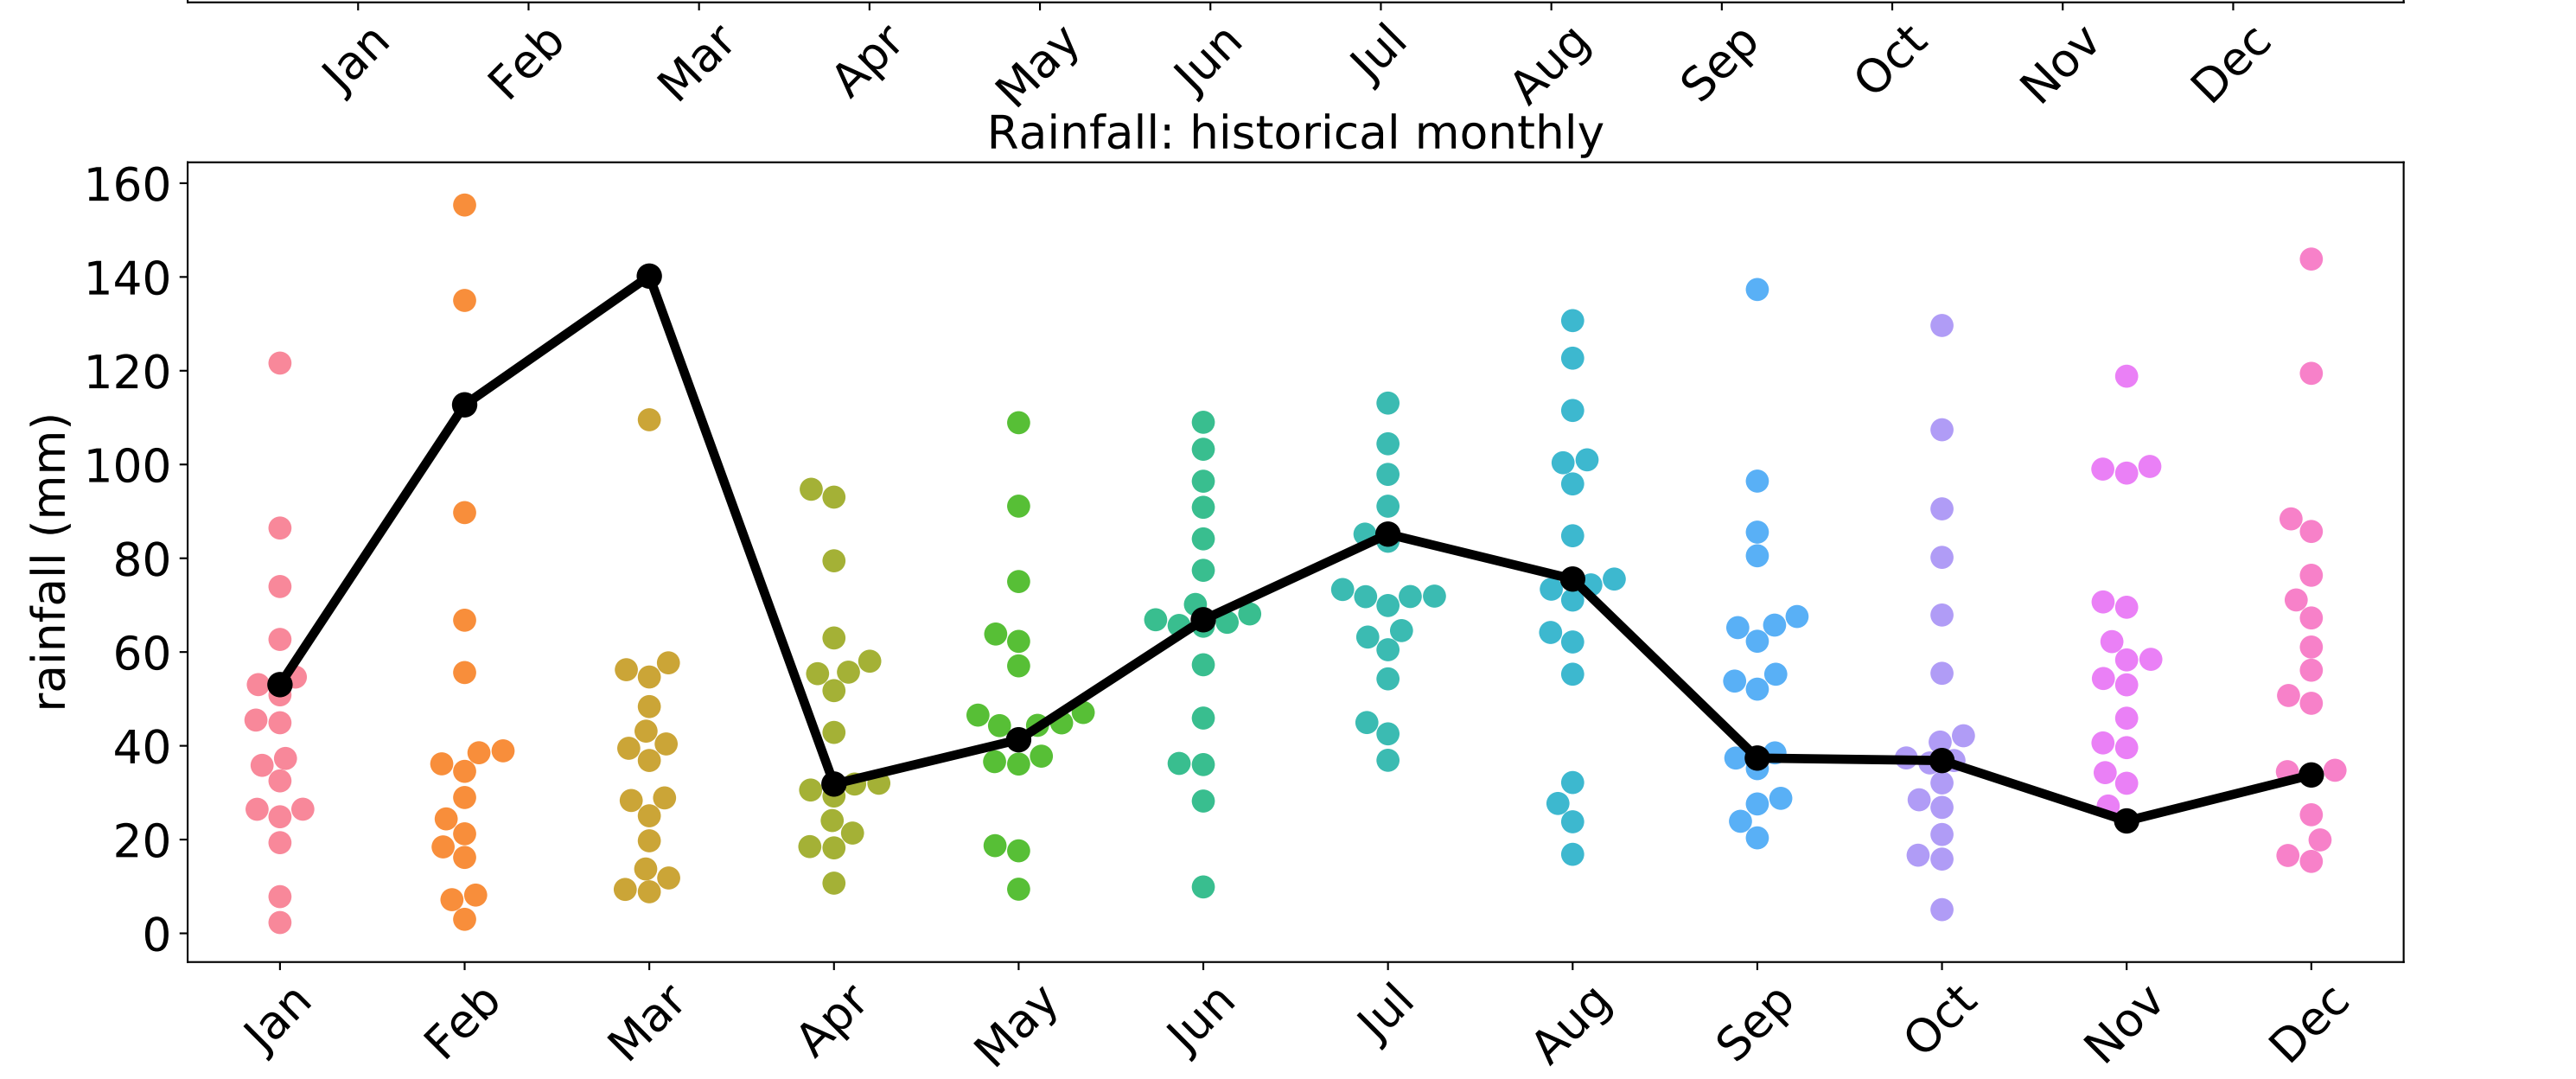 Jan Feb Mar Apr May Jun Jul Aug Sep Oct Nov Dec
Rainfall: historical monthly
rainfall (mm)
160
140
120
100
80
60
40
20
0
Jan Feb Mar Apr May Jun Jul Aug Sep Oct Nov Dec